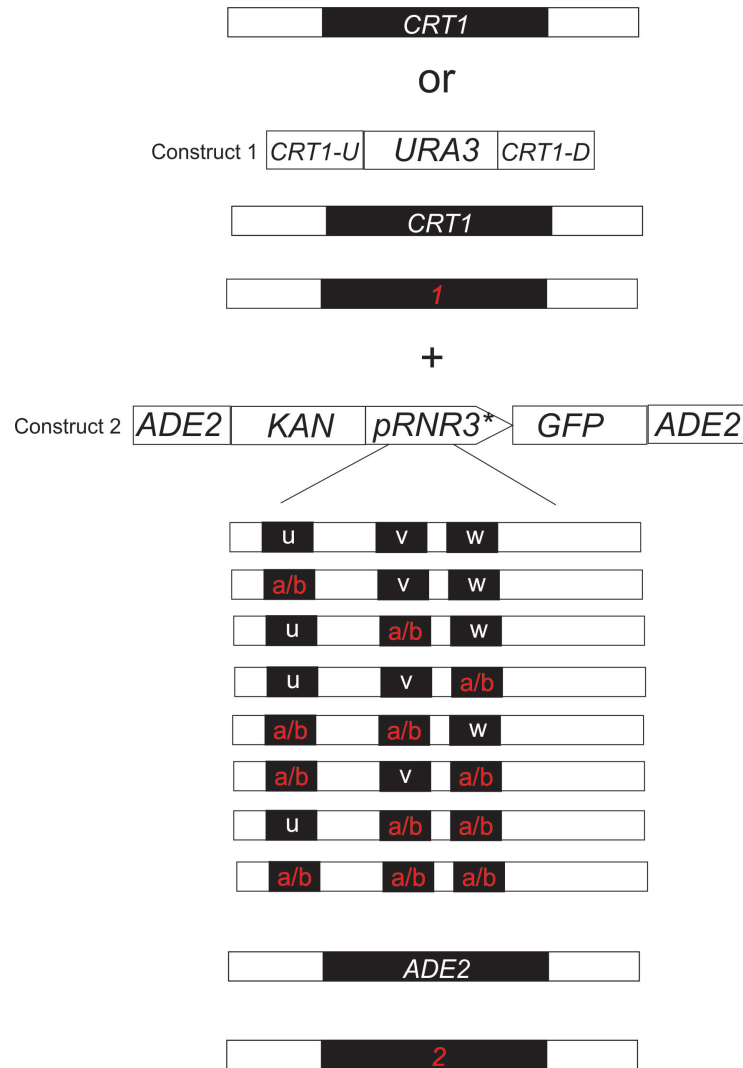 CRT1
or
Construct 1 CRT1-U URA3 CRT1-D
CRT1
1
+
Construct 2 ADE2 KAN pRNR3* GFP ADE2
u v w
a/b v w
u a/b w
u v a/b
a/b a/b w
a/b v a/b
u a/b a/b
a/b a/b a/b
ADE2
2